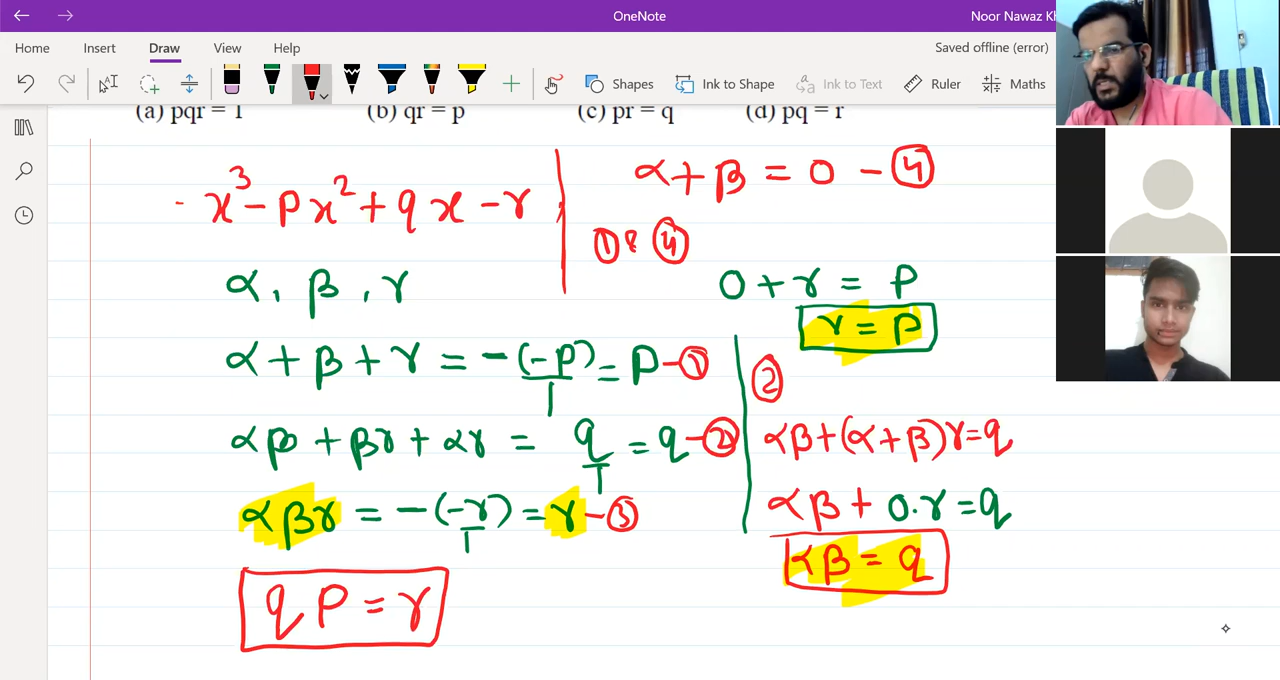 OneNote
Noor Nawaz Kh
Home Insert Draw View Help
Saved offline (error)
Shapes Ink to Shape Ink to Text Ruler Maths
(a) pqr = 1 (b) qr = p (c) pr = q (d) pq = r
x³ - px² + qx - r
α + β = 0 - ④
① & ④
α, β, γ
0 + γ = P
γ = P
α + β + γ = -(-P)/1 = P - ①
②
αβ + βγ + αγ = q/1 = q - ②
αβ + (α + β)γ = q
αβγ = -(-r)/1 = r - ③
αβ + 0.γ = q
αβ = q
q P = r